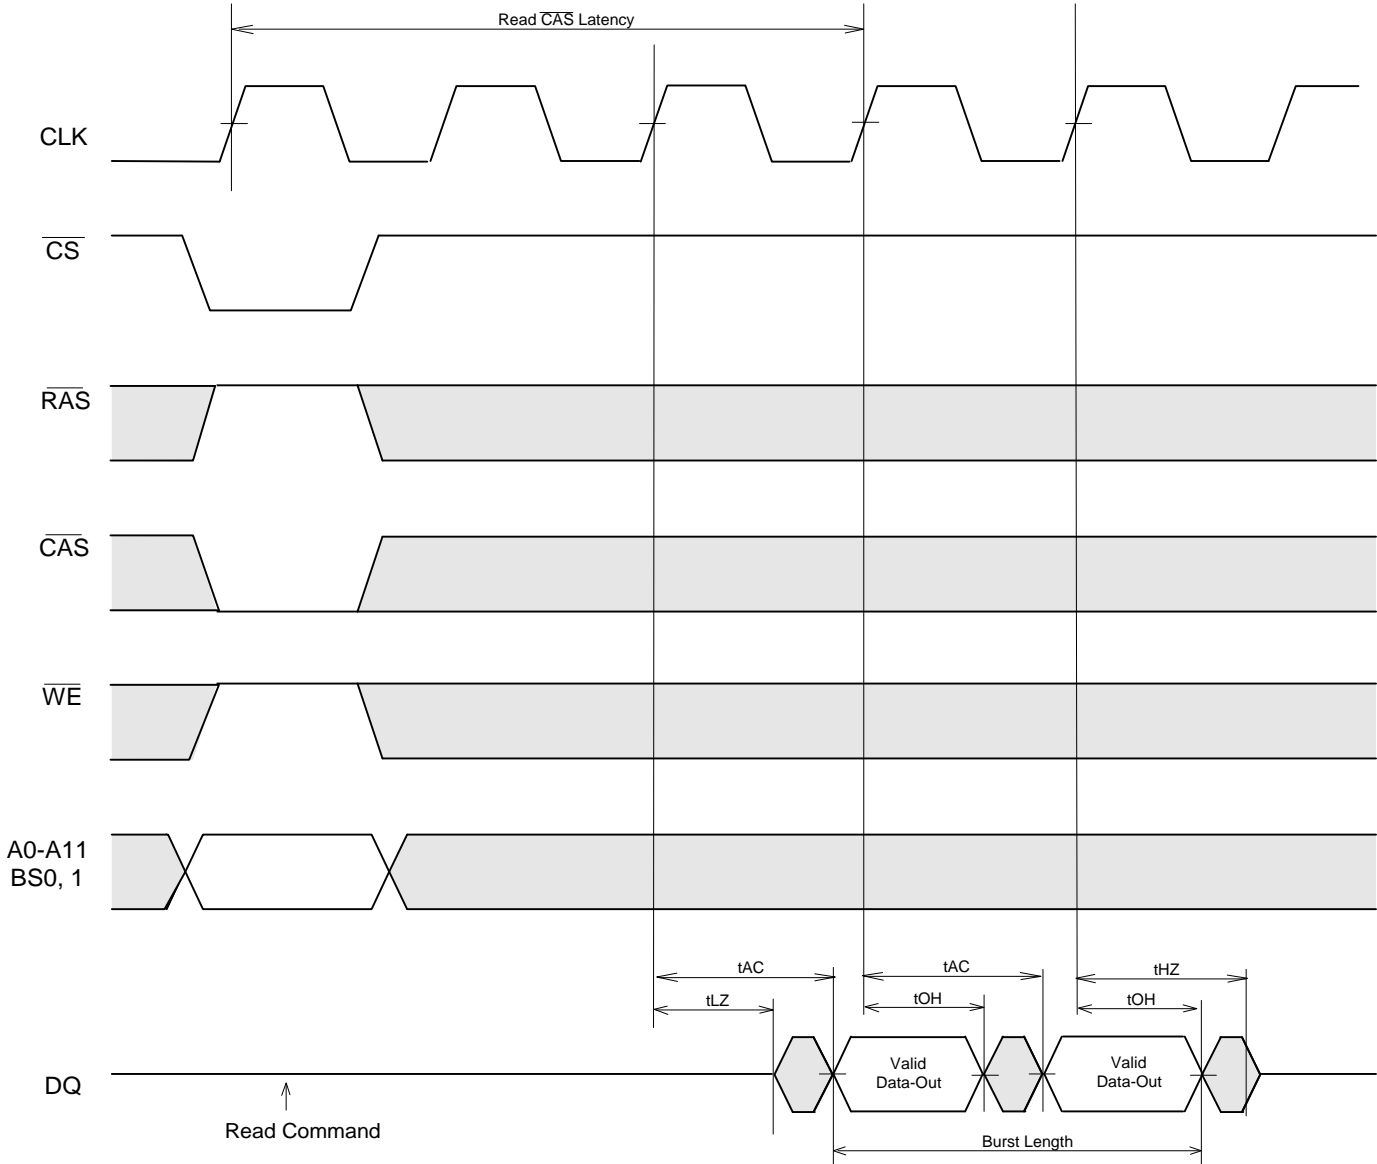 Read CAS Latency
CLK
CS
RAS
CAS
WE
A0-A11
BS0, 1
tAC
tAC
tHZ
tLZ
tOH
tOH
DQ
Valid
Data-Out
Valid
Data-Out
Read Command
Burst Length